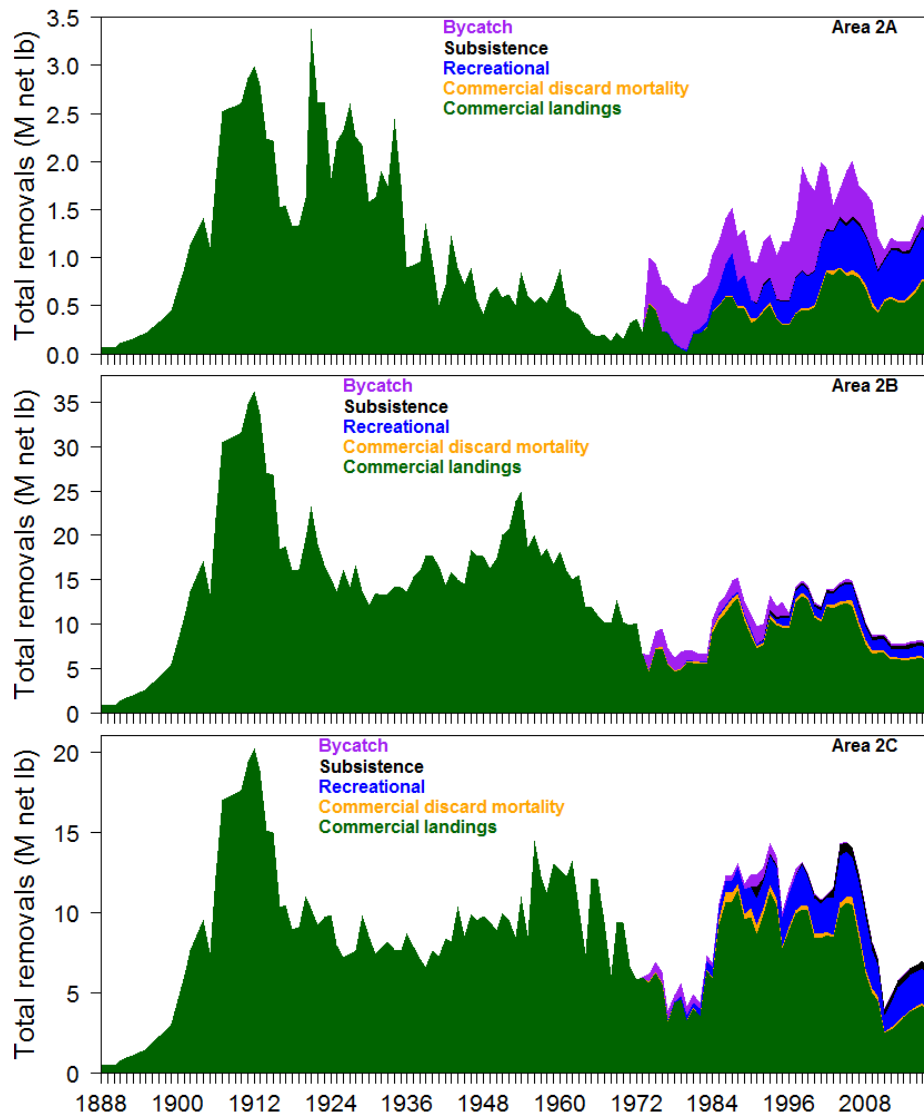 Total removals (M net lb)
3.5
3.0
2.5
2.0
1.5
1.0
0.5
0.0
Bycatch
Subsistence
Recreational
Commercial discard mortality
Commercial landings
Area 2A
Total removals (M net lb)
35
30
25
20
15
10
5
0
Bycatch
Subsistence
Recreational
Commercial discard mortality
Commercial landings
Area 2B
Total removals (M net lb)
20
15
10
5
0
Bycatch
Subsistence
Recreational
Commercial discard mortality
Commercial landings
Area 2C
1888 1900 1912 1924 1936 1948 1960 1972 1984 1996 2008